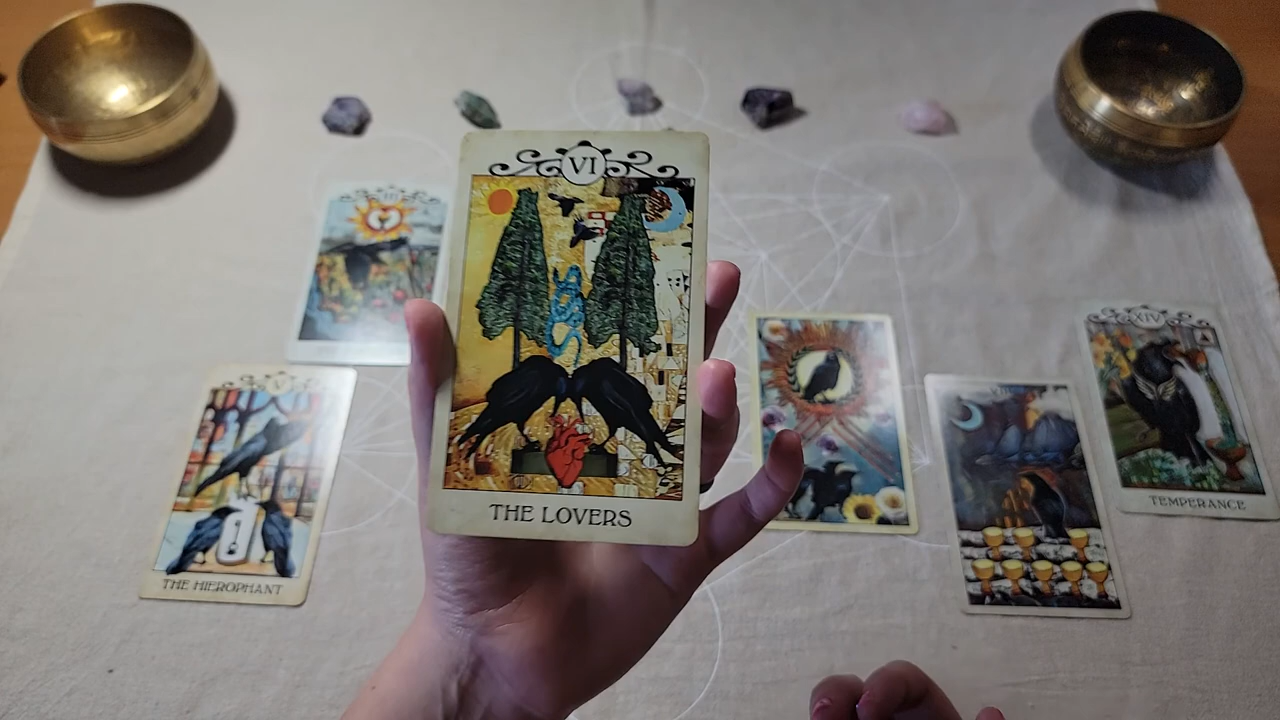 VI
THE LOVERS
V
THE HIEROPHANT
XIV
TEMPERANCE